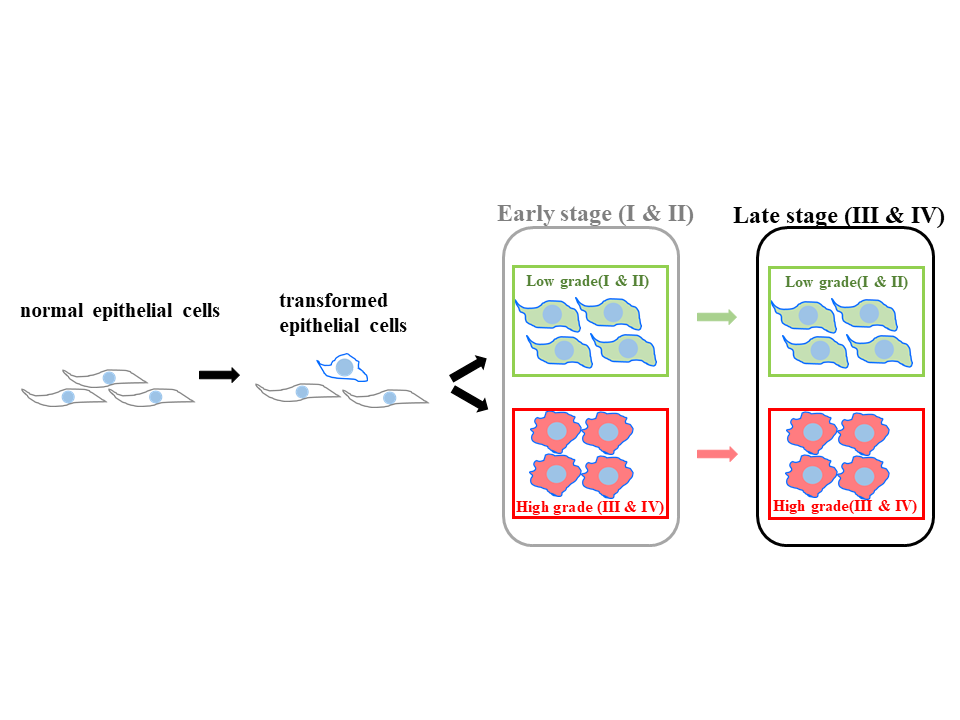 normal epithelial cells
transformed
epithelial cells
Early stage (I & II)
Low grade(I & II)
High grade (III & IV)
Late stage (III & IV)
Low grade(I & II)
High grade(III & IV)